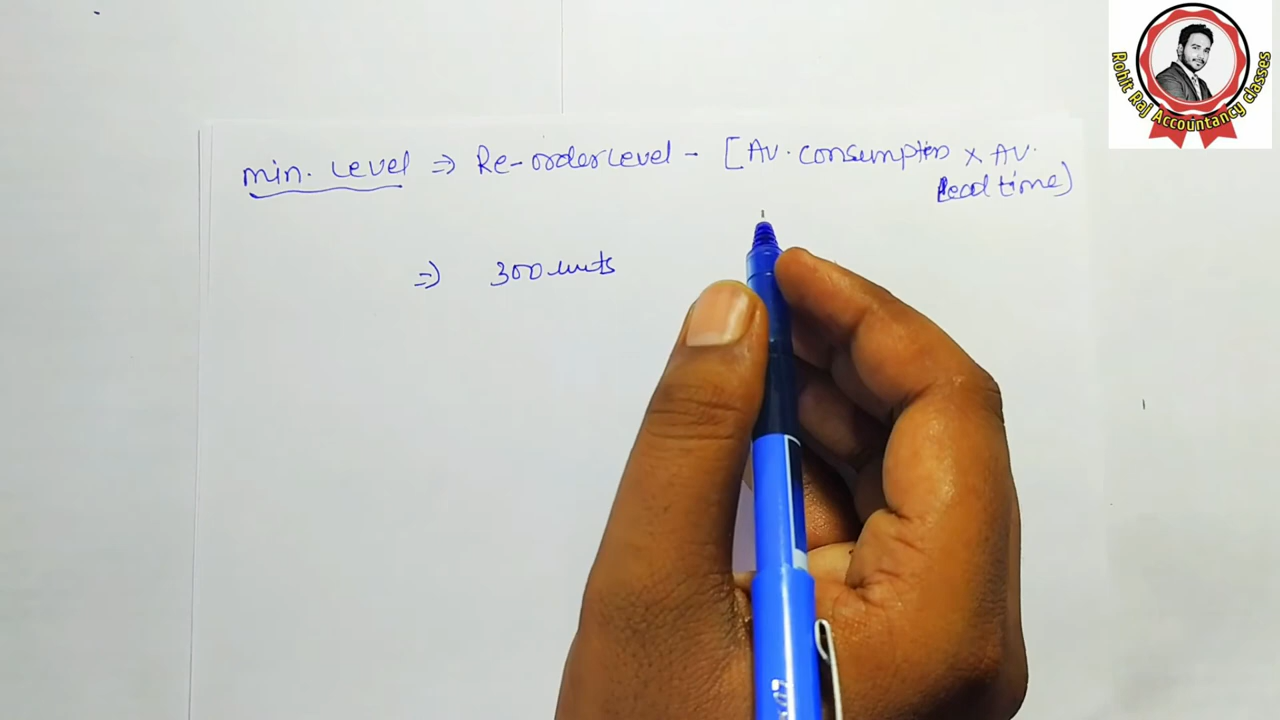 min. Level ⇒ Re-order Level - [Av. consumption × Av. Lead time)
⇒ 300 units
Rohit Raj Accountancy classes